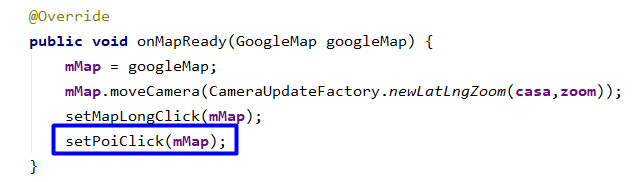 @Override
public void onMapReady(GoogleMap googleMap) {
mMap = googleMap;
mMap.moveCamera(CameraUpdateFactory.newLatLngZoom(casa,zoom));
setMapLongClick(mMap);
setPoiClick(mMap);
}